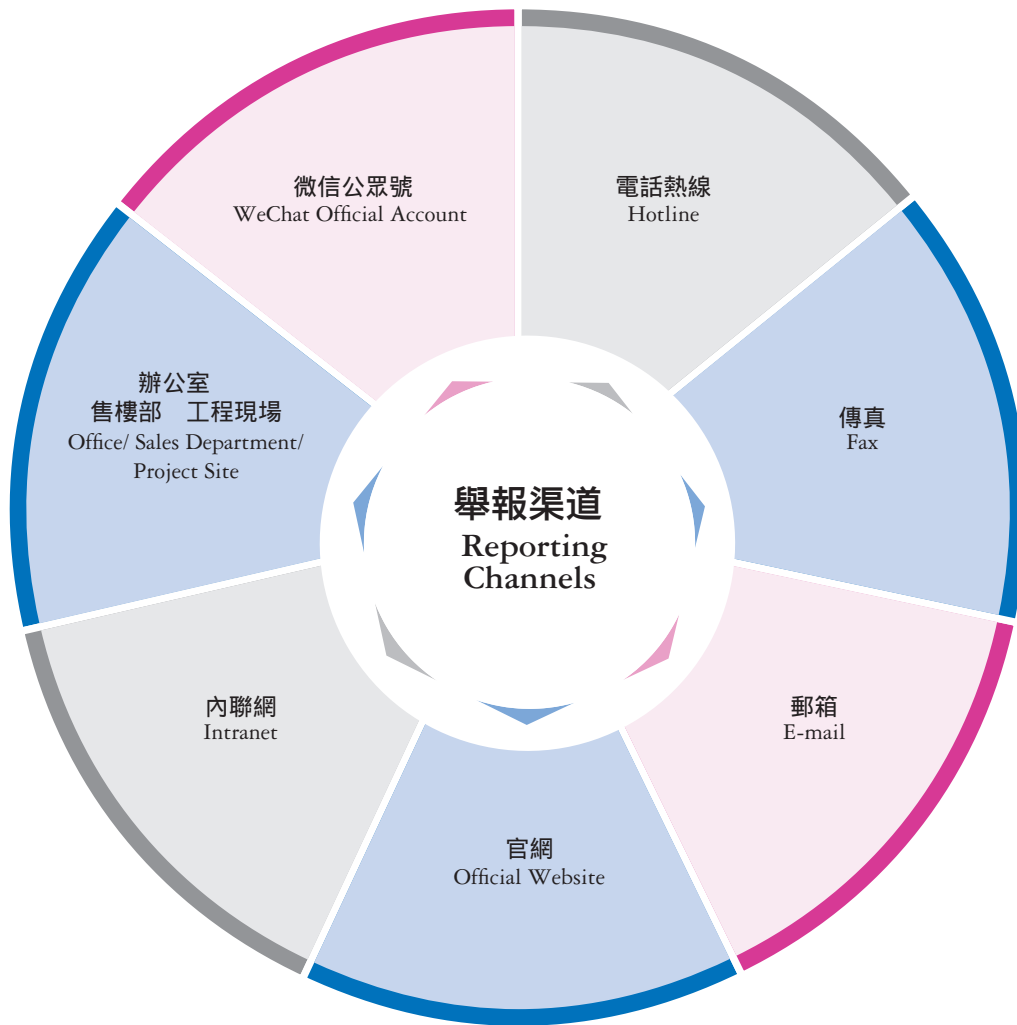 微信公眾號
WeChat Official Account
電話熱線
Hotline
辦公室
售樓部 工程現場
Office/ Sales Department/
Project Site
傳真
Fax
舉報渠道
Reporting
Channels
內聯網
Intranet
郵箱
E-mail
官網
Official Website